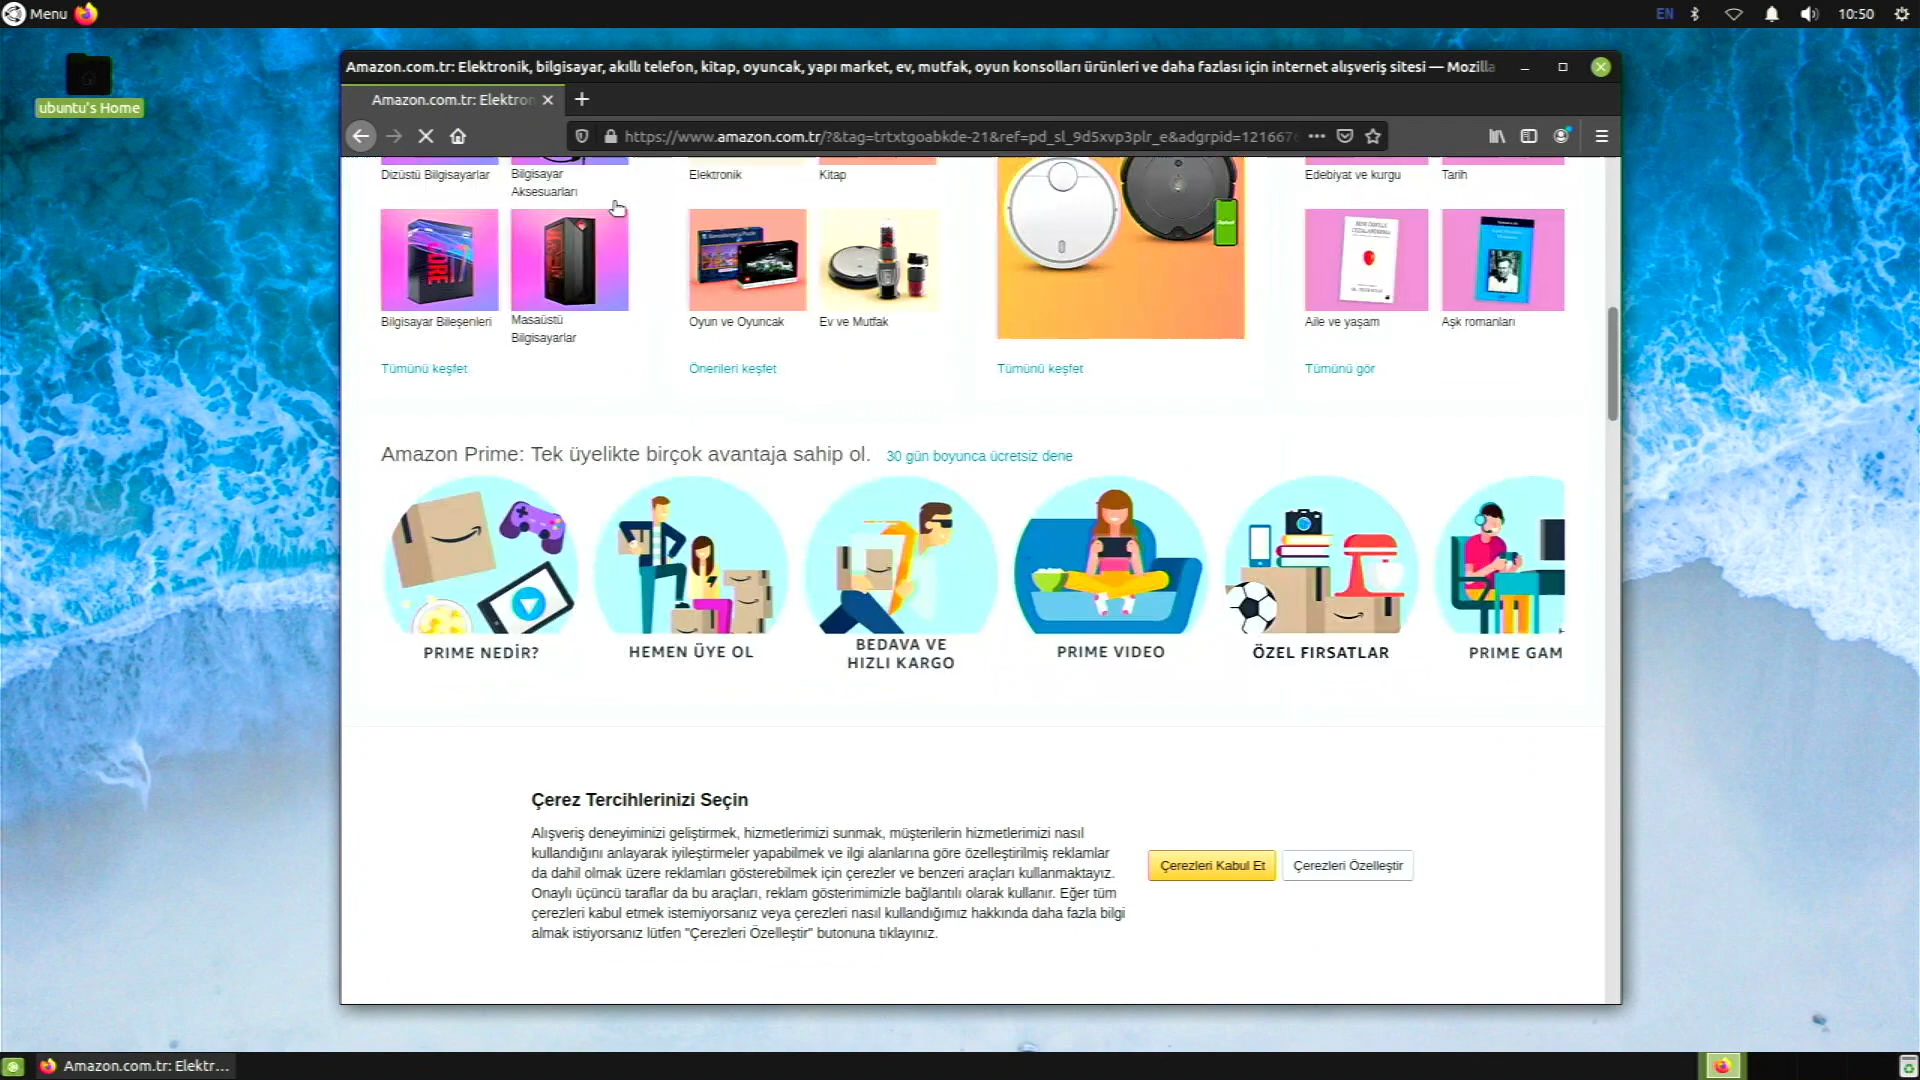 Menu
EN
10:50
ubuntu's Home
Amazon.com.tr: Elektronik, bilgisayar, akıllı telefon, kitap, oyuncak, yapı market, ev, mutfak, oyun konsolları ürünleri ve daha fazlası için internet alışveriş sitesi — Mozilla
Amazon.com.tr: Elektron
https://www.amazon.com.tr/?&tag=trtxtgoabkde-21&ref=pd_sl_9d5xvp3plr_e&adgrpid=121667
Dizüstü Bilgisayarlar
Bilgisayar
Aksesuarları
Elektronik
Kitap
Edebiyat ve kurgu
Tarih
CORE
Bilgisayar Bileşenleri
Masaüstü
Bilgisayarlar
Oyun ve Oyuncak
Ev ve Mutfak
Aile ve yaşam
Aşk romanları
Tümünü keşfet
Önerileri keşfet
Tümünü keşfet
Tümünü gör
Amazon Prime: Tek üyelikte birçok avantaja sahip ol.
30 gün boyunca ücretsiz dene
PRIME NEDİR?
HEMEN ÜYE OL
BEDAVA VE
HIZLI KARGO
PRIME VIDEO
ÖZEL FIRSATLAR
PRIME GAM
Çerez Tercihlerinizi Seçin
Alışveriş deneyiminizi geliştirmek, hizmetlerimizi sunmak, müşterilerin hizmetlerimizi nasıl
kullandığını anlayarak iyileştirmeler yapabilmek ve ilgi alanlarına göre özelleştirilmiş reklamlar
da dahil olmak üzere reklamları gösterebilmek için çerezler ve benzeri araçları kullanmaktayız.
Onaylı üçüncü taraflar da bu araçları, reklam gösterimimizle bağlantılı olarak kullanır. Eğer tüm
çerezleri kabul etmek istemiyorsanız veya çerezleri nasıl kullandığımız hakkında daha fazla bilgi
almak istiyorsanız lütfen "Çerezleri Özelleştir" butonuna tıklayınız.
Çerezleri Kabul Et
Çerezleri Özelleştir
Amazon.com.tr: Elektr...